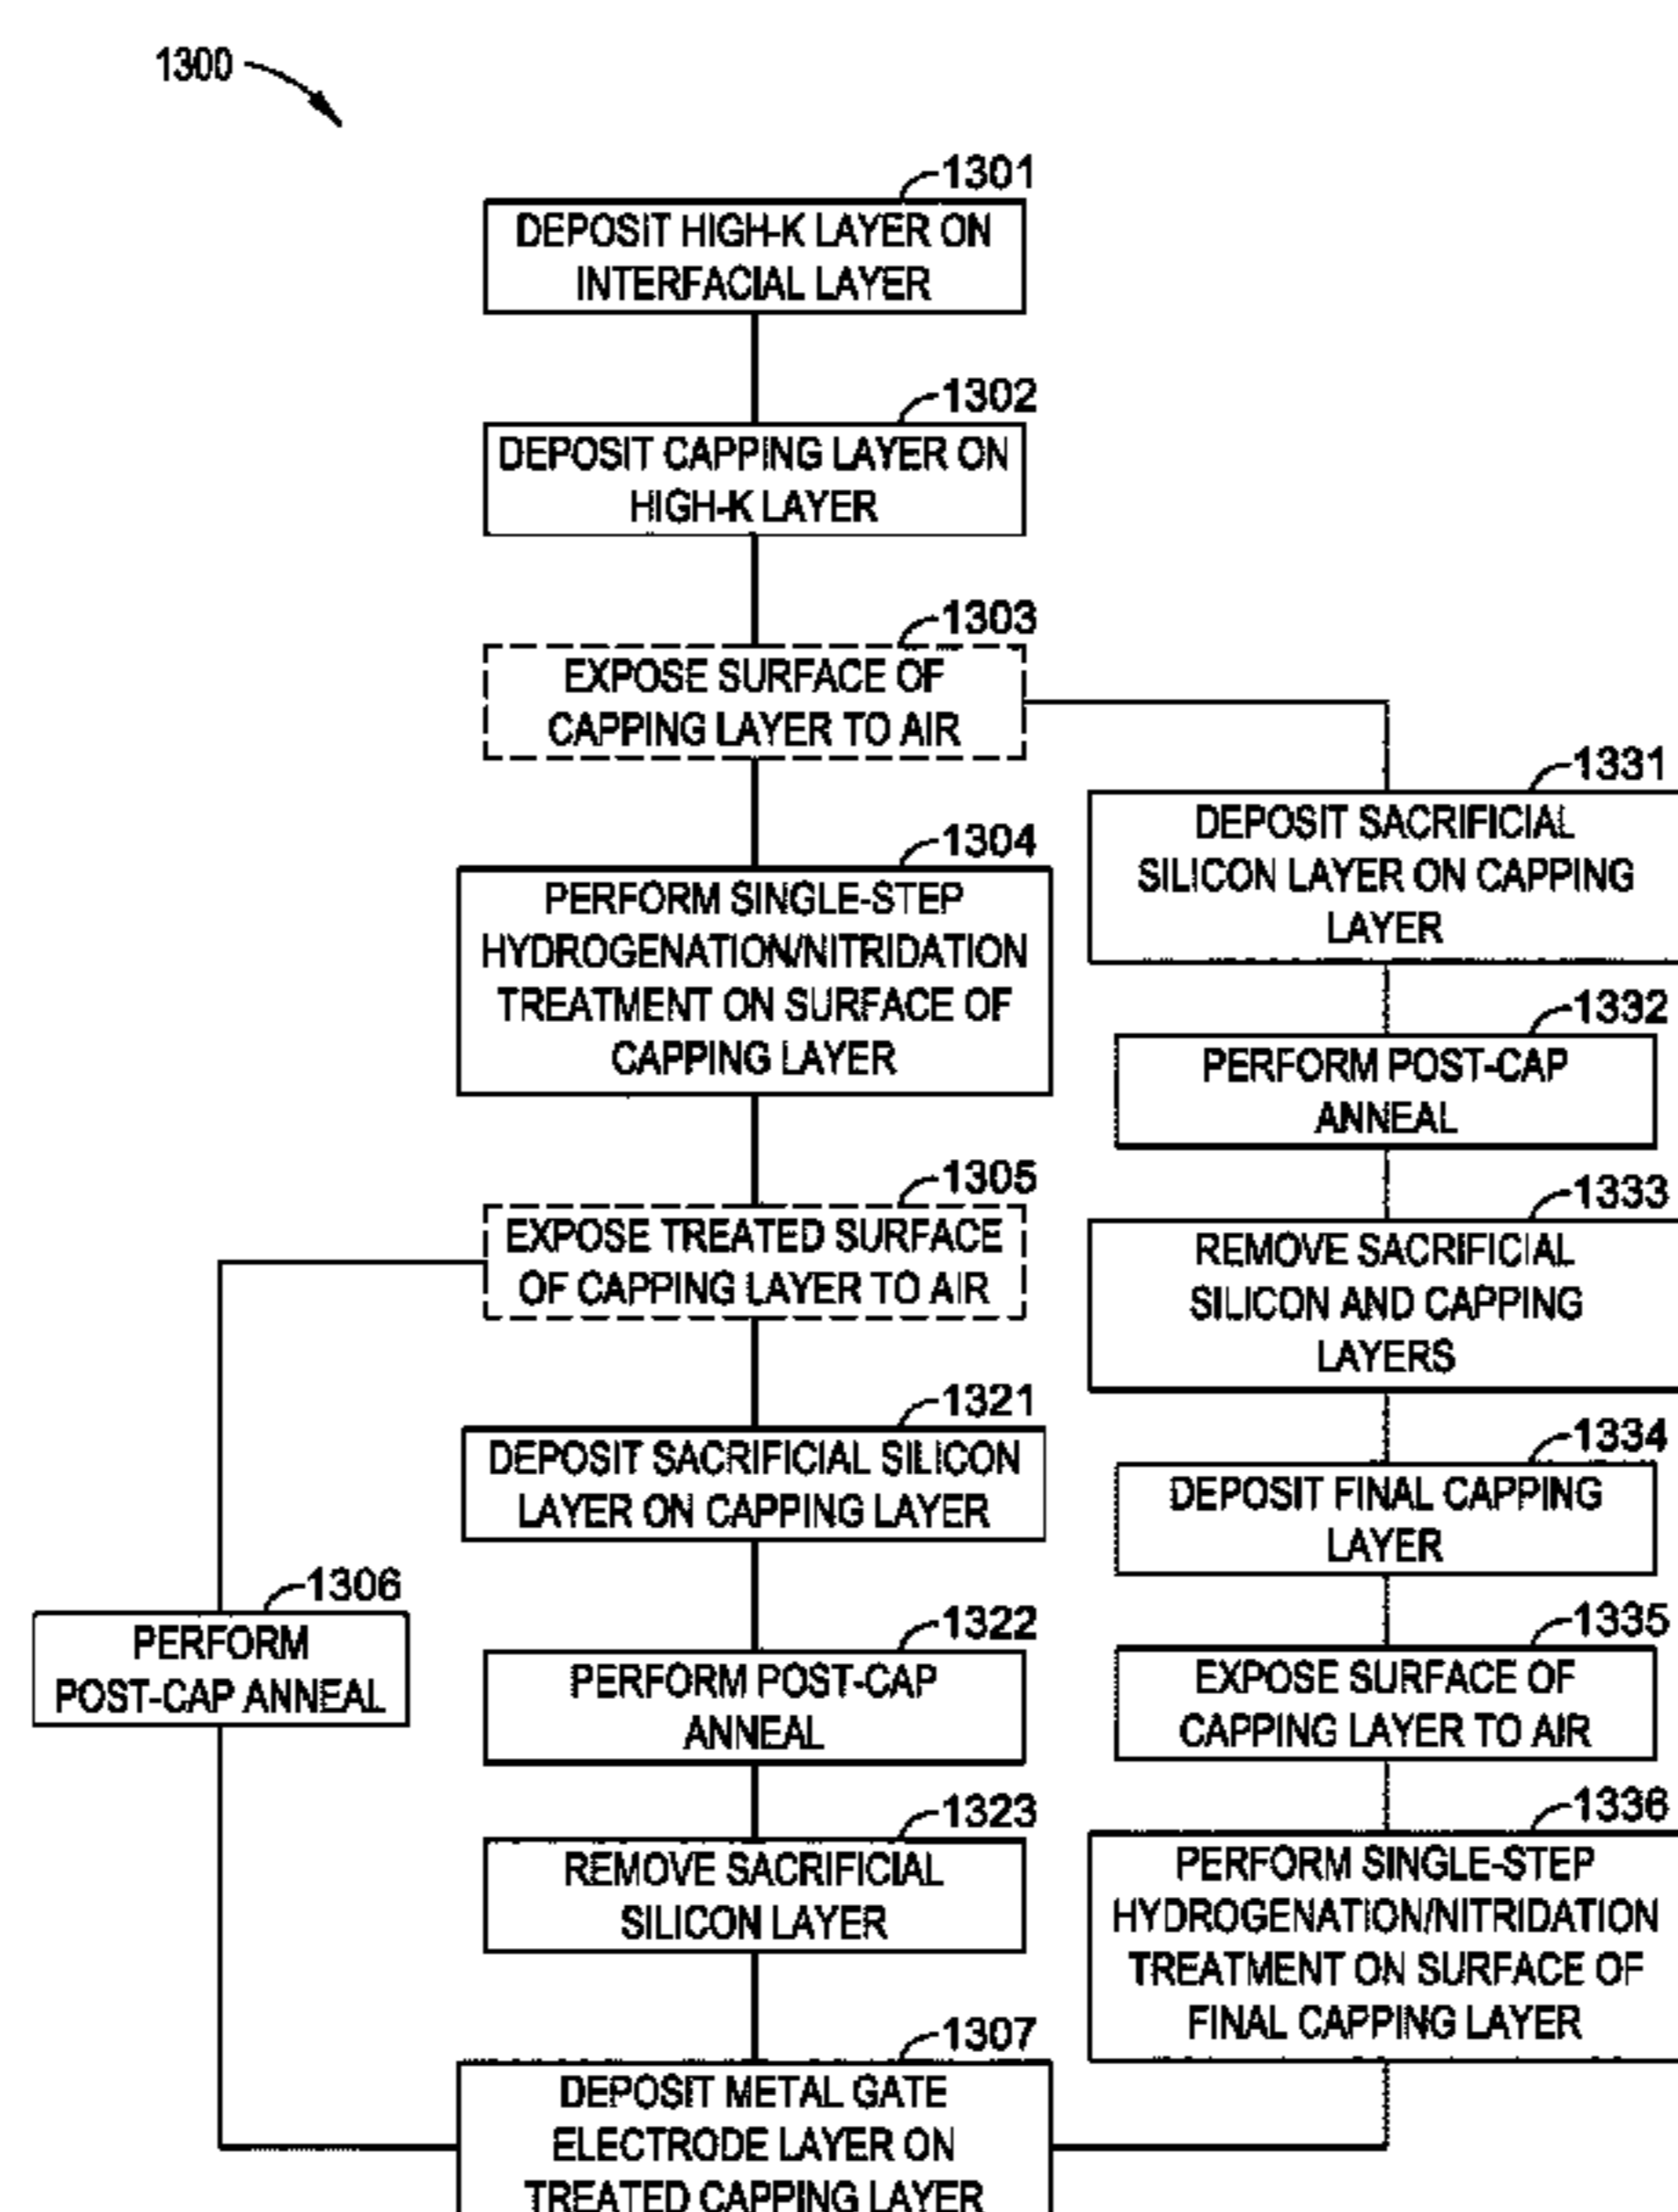 1300
1301
DEPOSIT HIGH-K LAYER ON
INTERFACIAL LAYER
1302
DEPOSIT CAPPING LAYER ON
HIGH-K LAYER
1303
EXPOSE SURFACE OF
CAPPING LAYER TO AIR
1304
PERFORM SINGLE-STEP
HYDROGENATION/NITRIDATION
TREATMENT ON SURFACE OF
CAPPING LAYER
1305
EXPOSE TREATED SURFACE
OF CAPPING LAYER TO AIR
1306
PERFORM
POST-CAP ANNEAL
1321
DEPOSIT SACRIFICIAL SILICON
LAYER ON CAPPING LAYER
1322
PERFORM POST-CAP
ANNEAL
1323
REMOVE SACRIFICIAL
SILICON LAYER
1331
DEPOSIT SACRIFICIAL
SILICON LAYER ON CAPPING
LAYER
1332
PERFORM POST-CAP
ANNEAL
1333
REMOVE SACRIFICIAL
SILICON AND CAPPING
LAYERS
1334
DEPOSIT FINAL CAPPING
LAYER
1335
EXPOSE SURFACE OF
CAPPING LAYER TO AIR
1336
PERFORM SINGLE-STEP
HYDROGENATION/NITRIDATION
TREATMENT ON SURFACE OF
FINAL CAPPING LAYER
1307
DEPOSIT METAL GATE
ELECTRODE LAYER ON
TREATED CAPPING LAYER